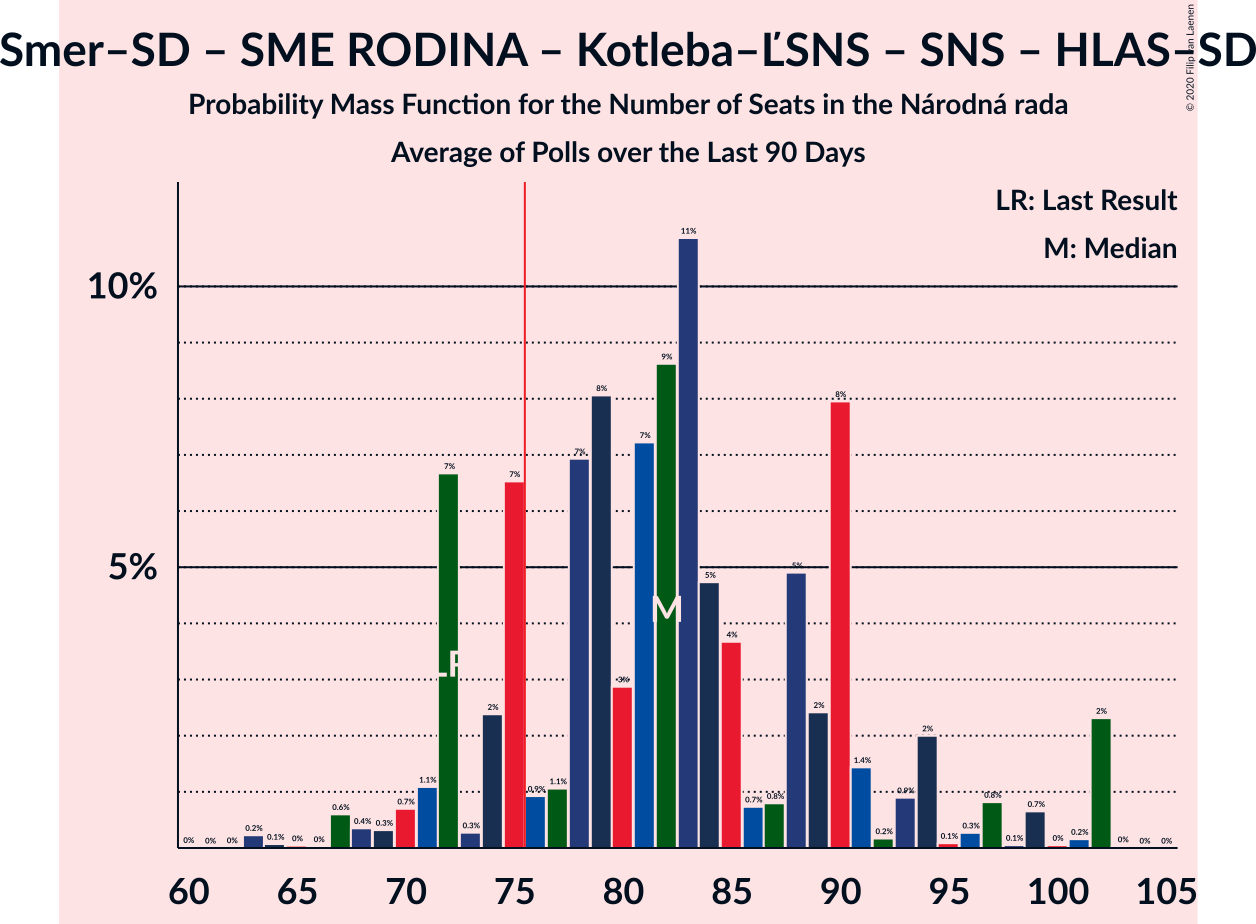 Smer–SD – SME RODINA – Kotleba–ĽSNS – SNS – HLAS–SD
Probability Mass Function for the Number of Seats in the Národná rada
Average of Polls over the Last 90 Days
© 2020 Filip van Laenen
LR: Last Result
M: Median
10%
5%
0% 0% 0% 0.2% 0.1% 0% 0% 0.6% 0.4% 0.3% 0.7% 1.1% 7% 0.3% 2% 7% 0.9% 1.1% 7% 8% 3% 7% 9% 11% 5% 4% 0.7% 0.8% 5% 2% 8% 1.4% 0.2% 0.9% 2% 0.1% 0.3% 0.8% 0.1% 0.7% 0% 0.2% 2% 0% 0% 0%
LR
M
60 65 70 75 80 85 90 95 100 105